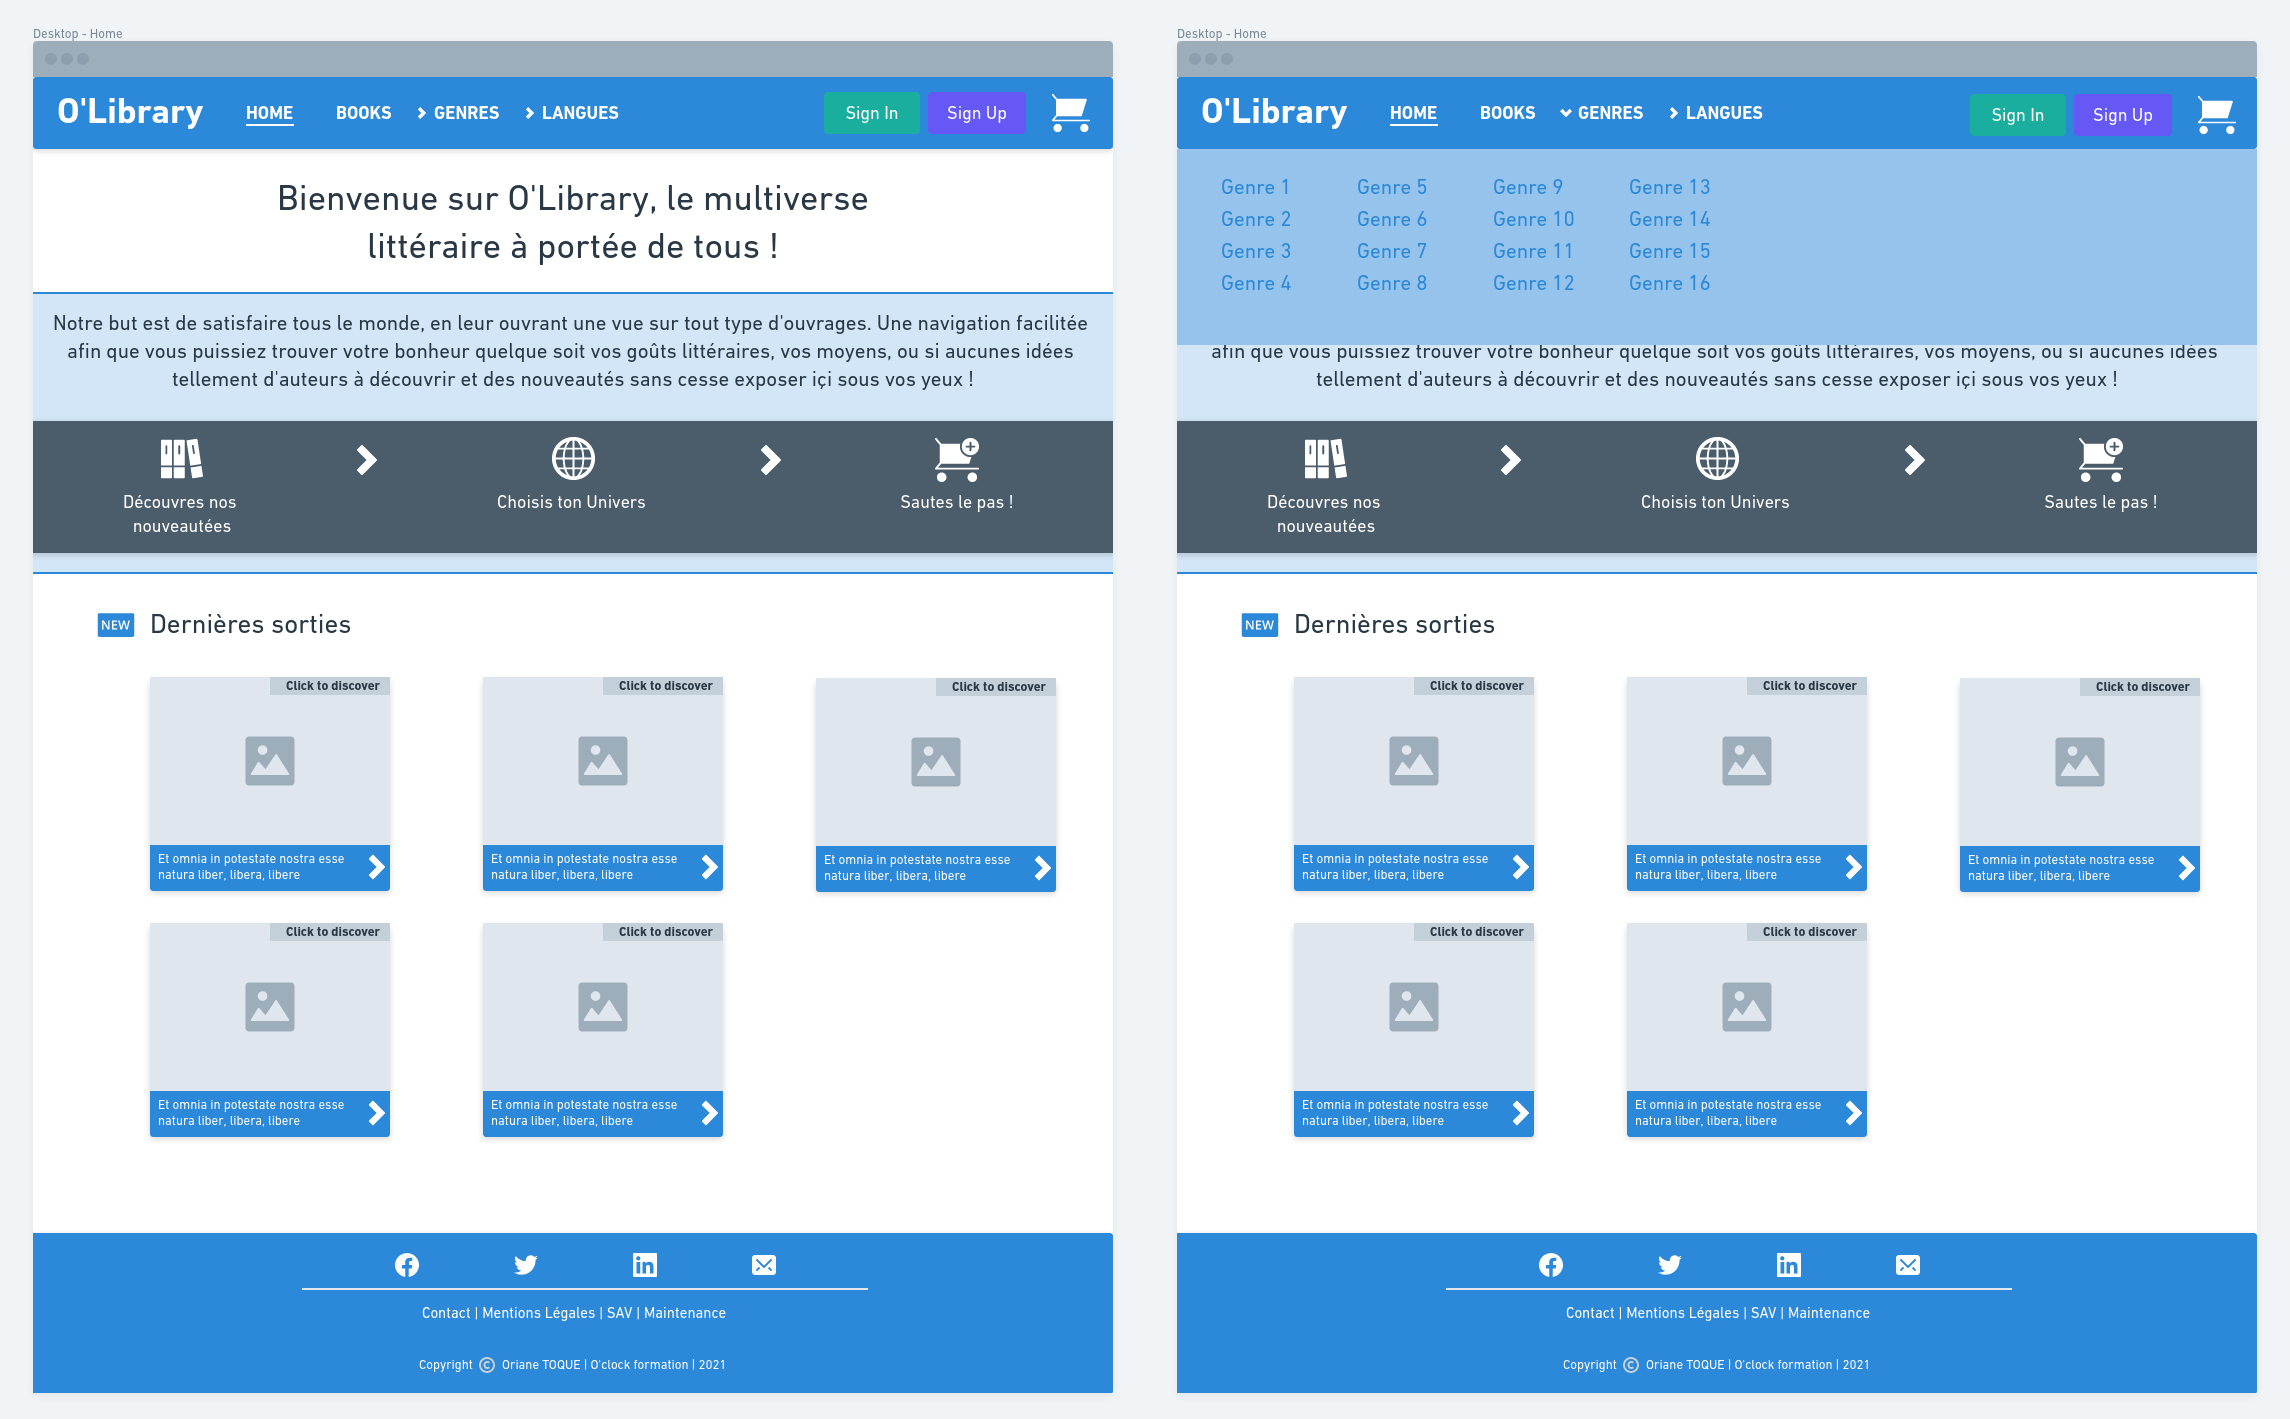 Desktop - Home
O'Library HOME BOOKS GENRES LANGUES Sign In Sign Up
Bienvenue sur O'Library, le multiverse
littéraire à portée de tous !
Notre but est de satisfaire tous le monde, en leur ouvrant une vue sur tout type d'ouvrages. Une navigation facilitée
afin que vous puissiez trouver votre bonheur quelque soit vos goûts littéraires, vos moyens, ou si aucunes idées
tellement d'auteurs à découvrir et des nouveautés sans cesse exposer içi sous vos yeux !
Découvres nos
nouveautées
Choisis ton Univers
Sautes le pas !
NEW Dernières sorties
Click to discover
Et omnia in potestate nostra esse
natura liber, libera, libere
Click to discover
Et omnia in potestate nostra esse
natura liber, libera, libere
Click to discover
Et omnia in potestate nostra esse
natura liber, libera, libere
Click to discover
Et omnia in potestate nostra esse
natura liber, libera, libere
Click to discover
Et omnia in potestate nostra esse
natura liber, libera, libere
Contact | Mentions Légales | SAV | Maintenance
Copyright © Oriane TOQUE | O'clock formation | 2021
Desktop - Home
O'Library HOME BOOKS GENRES LANGUES Sign In Sign Up
Genre 1 Genre 5 Genre 9 Genre 13
Genre 2 Genre 6 Genre 10 Genre 14
Genre 3 Genre 7 Genre 11 Genre 15
Genre 4 Genre 8 Genre 12 Genre 16
afin que vous puissiez trouver votre bonheur quelque soit vos goûts littéraires, vos moyens, ou si aucunes idées
tellement d'auteurs à découvrir et des nouveautés sans cesse exposer içi sous vos yeux !
Découvres nos
nouveautées
Choisis ton Univers
Sautes le pas !
NEW Dernières sorties
Click to discover
Et omnia in potestate nostra esse
natura liber, libera, libere
Click to discover
Et omnia in potestate nostra esse
natura liber, libera, libere
Click to discover
Et omnia in potestate nostra esse
natura liber, libera, libere
Click to discover
Et omnia in potestate nostra esse
natura liber, libera, libere
Click to discover
Et omnia in potestate nostra esse
natura liber, libera, libere
Contact | Mentions Légales | SAV | Maintenance
Copyright © Oriane TOQUE | O'clock formation | 2021